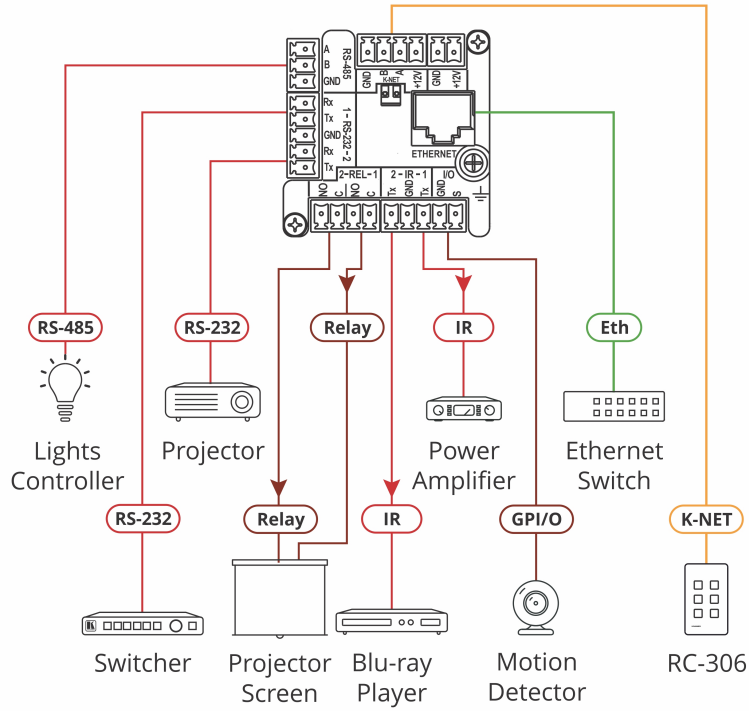 A
B
GND
RS-485
GND
B
A
+12V
K-NET
GND
+12V
Rx
Tx
GND
Rx
Tx
1 - RS-232 - 2
ETHERNET
2-REL-1
2 - IR - 1
I/O
NO
C
NO
C
Tx
GND
Tx
GND
S
RS-485
RS-232
Relay
IR
Eth
Lights
Controller
Projector
Power
Amplifier
Ethernet
Switch
RS-232
Relay
IR
GPI/O
K-NET
Switcher
Projector
Screen
Blu-ray
Player
Motion
Detector
RC-306